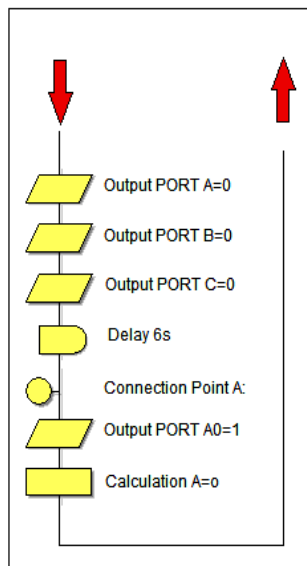 Output PORT A=0
Output PORT B=0
Output PORT C=0
Delay 6s
Connection Point A:
Output PORT A0=1
Calculation A=o